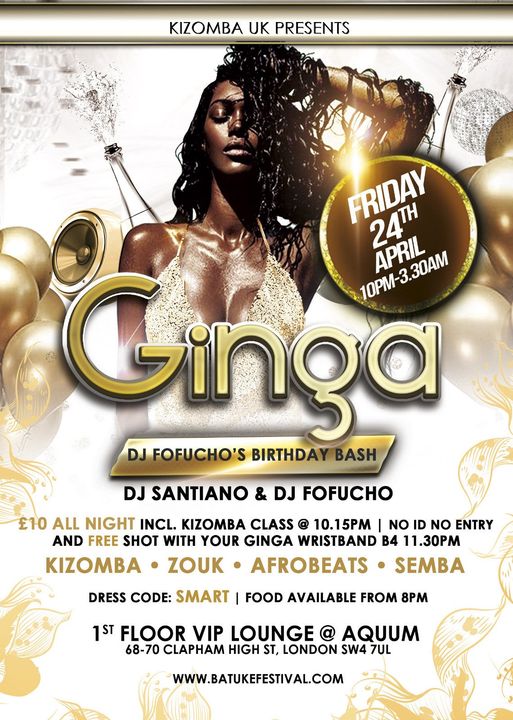 KIZOMBA UK PRESENTS
FRIDAY
24TH
APRIL
10PM-3.30AM
Ginga
DJ FOFUCHO'S BIRTHDAY BASH
DJ SANTIANO & DJ FOFUCHO
£10 ALL NIGHT INCL. KIZOMBA CLASS @ 10.15PM | NO ID NO ENTRY
AND FREE SHOT WITH YOUR GINGA WRISTBAND B4 11.30PM
KIZOMBA • ZOUK • AFROBEATS • SEMBA
DRESS CODE: SMART | FOOD AVAILABLE FROM 8PM
1ST FLOOR VIP LOUNGE @ AQUUM
68-70 CLAPHAM HIGH ST, LONDON SW4 7UL
WWW.BATUKEFESTIVAL.COM